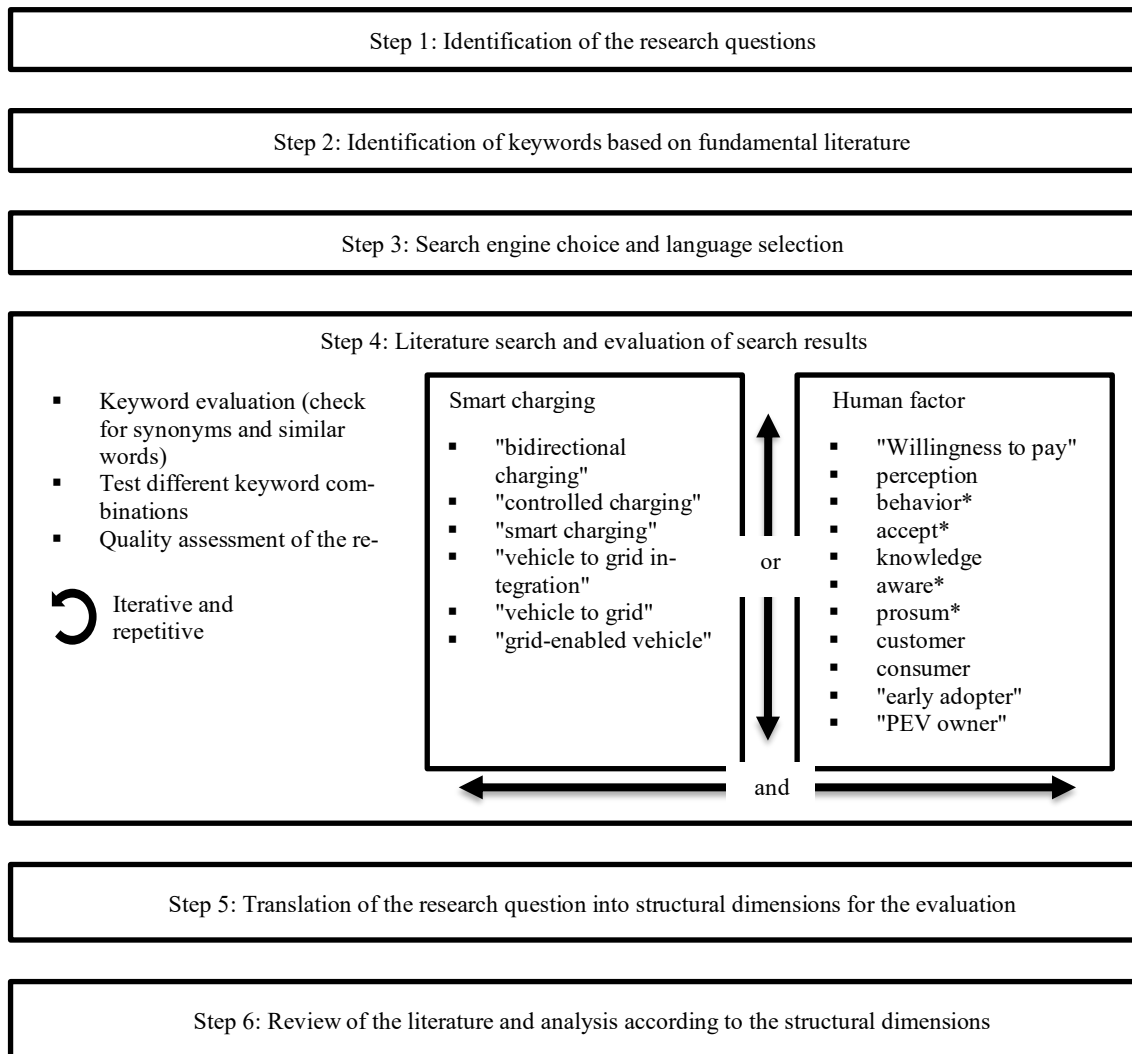 Step 1: Identification of the research questions
Step 2: Identification of keywords based on fundamental literature
Step 3: Search engine choice and language selection
Step 4: Literature search and evaluation of search results
▪ Keyword evaluation (check
for synonyms and similar
words)
▪ Test different keyword com-
binations
▪ Quality assessment of the re-
Iterative and
repetitive
Smart charging
▪ "bidirectional
charging"
▪ "controlled charging"
▪ "smart charging"
▪ "vehicle to grid in-
tegration"
▪ "vehicle to grid"
▪ "grid-enabled vehicle"
or
Human factor
▪ "Willingness to pay"
▪ perception
▪ behavior*
▪ accept*
▪ knowledge
▪ aware*
▪ prosum*
▪ customer
▪ consumer
▪ "early adopter"
▪ "PEV owner"
and
Step 5: Translation of the research question into structural dimensions for the evaluation
Step 6: Review of the literature and analysis according to the structural dimensions